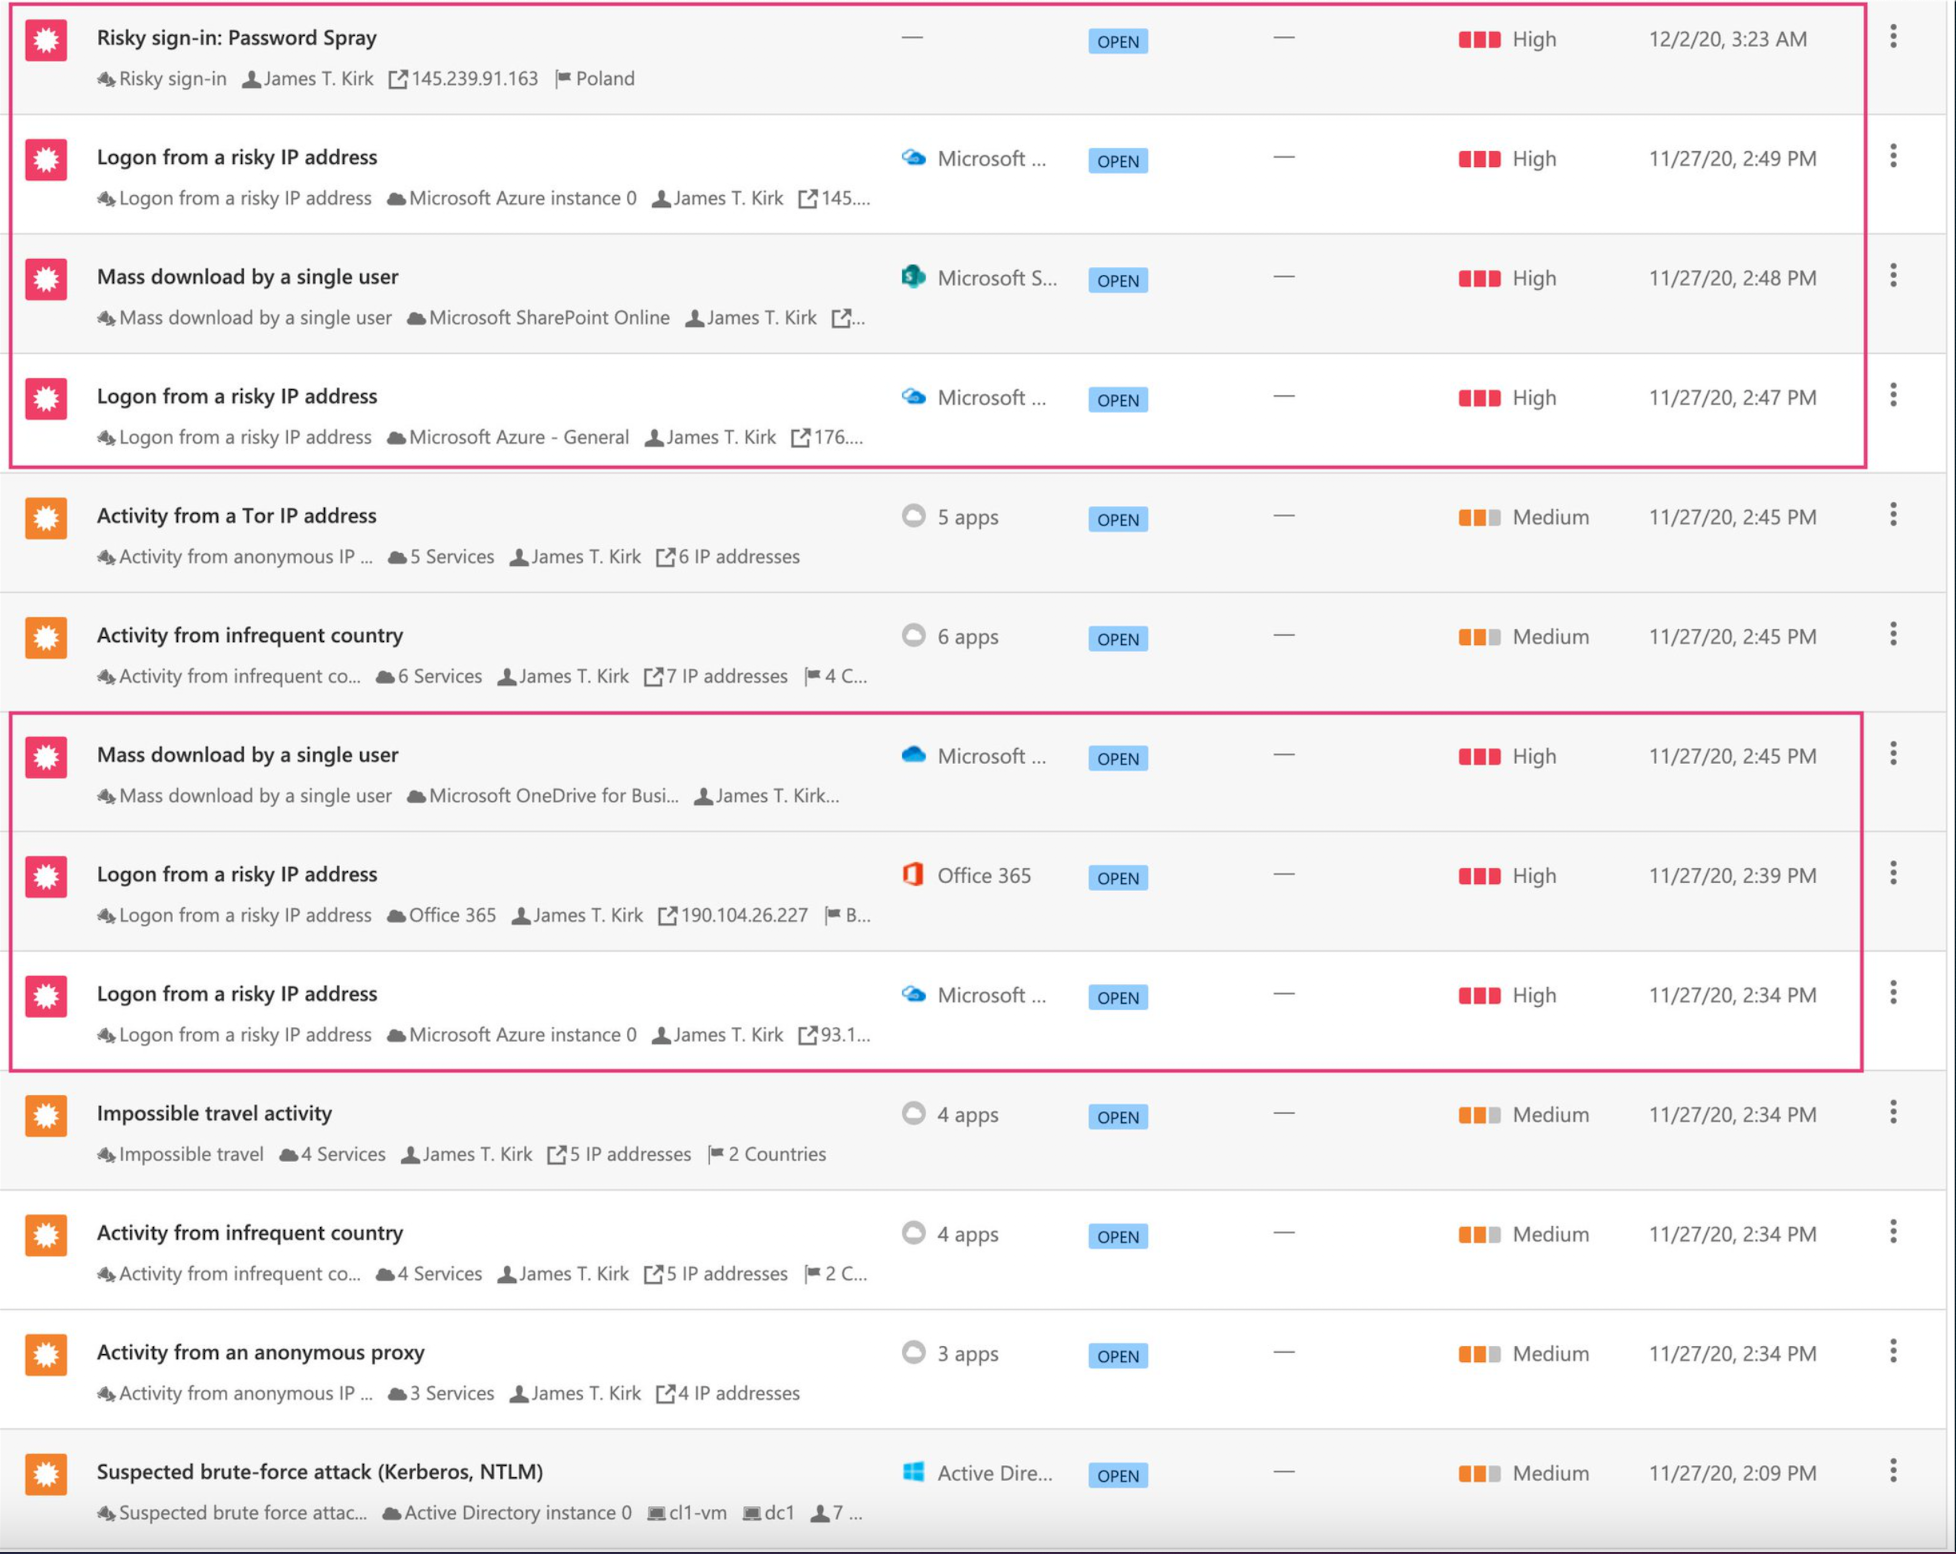 Risky sign-in: Password Spray — OPEN — High 12/2/20, 3:23 AM
Risky sign-in James T. Kirk 145.239.91.163 Poland
Logon from a risky IP address Microsoft ... OPEN — High 11/27/20, 2:49 PM
Logon from a risky IP address Microsoft Azure instance 0 James T. Kirk 145....
Mass download by a single user Microsoft S... OPEN — High 11/27/20, 2:48 PM
Mass download by a single user Microsoft SharePoint Online James T. Kirk ...
Logon from a risky IP address Microsoft ... OPEN — High 11/27/20, 2:47 PM
Logon from a risky IP address Microsoft Azure - General James T. Kirk 176....
Activity from a Tor IP address 5 apps OPEN — Medium 11/27/20, 2:45 PM
Activity from anonymous IP ... 5 Services James T. Kirk 6 IP addresses
Activity from infrequent country 6 apps OPEN — Medium 11/27/20, 2:45 PM
Activity from infrequent co... 6 Services James T. Kirk 7 IP addresses 4 C...
Mass download by a single user Microsoft ... OPEN — High 11/27/20, 2:45 PM
Mass download by a single user Microsoft OneDrive for Busi... James T. Kirk...
Logon from a risky IP address Office 365 OPEN — High 11/27/20, 2:39 PM
Logon from a risky IP address Office 365 James T. Kirk 190.104.26.227 B...
Logon from a risky IP address Microsoft ... OPEN — High 11/27/20, 2:34 PM
Logon from a risky IP address Microsoft Azure instance 0 James T. Kirk 93.1...
Impossible travel activity 4 apps OPEN — Medium 11/27/20, 2:34 PM
Impossible travel 4 Services James T. Kirk 5 IP addresses 2 Countries
Activity from infrequent country 4 apps OPEN — Medium 11/27/20, 2:34 PM
Activity from infrequent co... 4 Services James T. Kirk 5 IP addresses 2 C...
Activity from an anonymous proxy 3 apps OPEN — Medium 11/27/20, 2:34 PM
Activity from anonymous IP ... 3 Services James T. Kirk 4 IP addresses
Suspected brute-force attack (Kerberos, NTLM) Active Dire... OPEN — Medium 11/27/20, 2:09 PM
Suspected brute force attac... Active Directory instance 0 cl1-vm dc1 7 ...